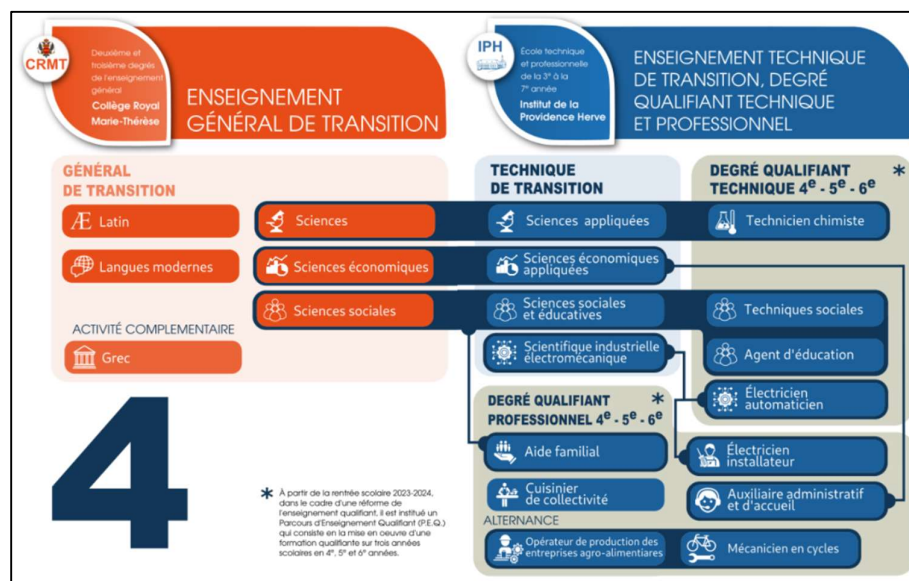 CRMT
Deuxième et
troisième degrés
de l'enseignement
général
Collège Royal
Marie-Thérèse
ENSEIGNEMENT
GÉNÉRAL DE TRANSITION
IPH
École technique
et professionnelle
de la 3e à la
7e année
Institut de la
Providence Herve
ENSEIGNEMENT TECHNIQUE
DE TRANSITION, DEGRÉ
QUALIFIANT TECHNIQUE
ET PROFESSIONNEL
GÉNÉRAL
DE TRANSITION
Latin
Langues modernes
ACTIVITÉ COMPLEMENTAIRE
Grec
Sciences
Sciences économiques
Sciences sociales
TECHNIQUE
DE TRANSITION
Sciences appliquées
Sciences économiques
appliquées
Sciences sociales
et éducatives
Scientifique industrielle
électromécanique
DEGRÉ QUALIFIANT *
TECHNIQUE 4e - 5e - 6e
Technicien chimiste
Techniques sociales
Agent d'éducation
Électricien
automaticien
DEGRÉ QUALIFIANT *
PROFESSIONNEL 4e - 5e - 6e
Aide familial
Cuisinier
de collectivité
Électricien
installateur
Auxiliaire administratif
et d'accueil
ALTERNANCE
Opérateur de production des
entreprises agro-alimentaires
Mécanicien en cycles
4
* À partir de la rentrée scolaire 2023-2024,
dans le cadre d'une réforme de
l'enseignement qualifiant, il est institué un
Parcours d'Enseignement Qualifiant (P.E.Q.)
qui consiste en la mise en oeuvre d'une
formation qualifiante sur trois années
scolaires en 4e, 5e et 6e années.